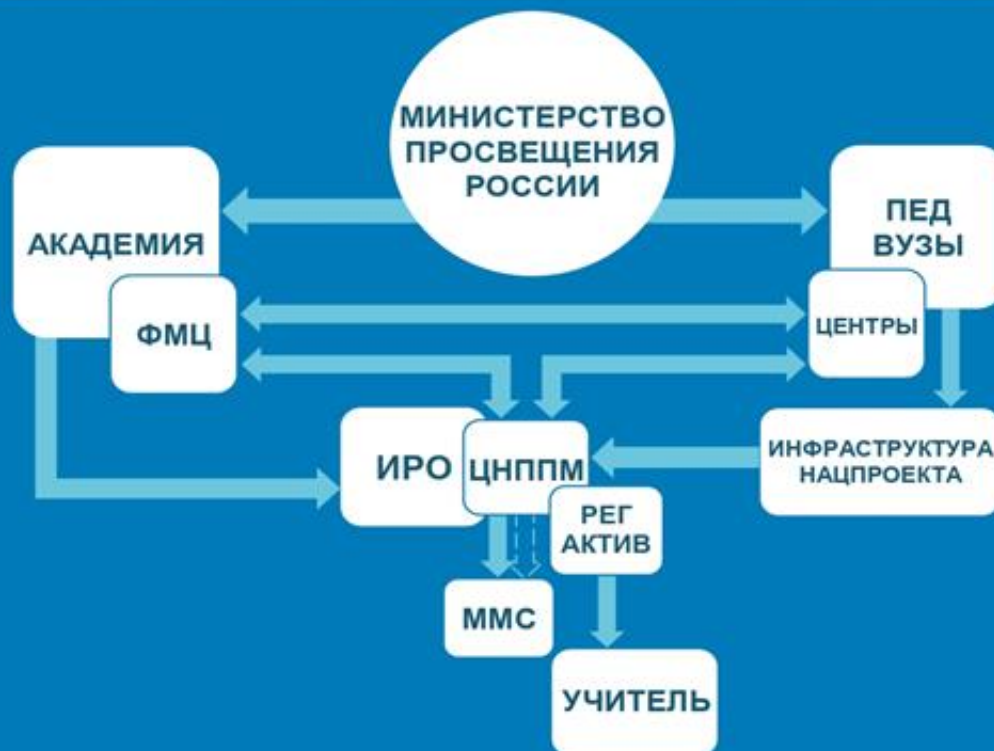 МИНИСТЕРСТВО
ПРОСВЕЩЕНИЯ
РОССИИ
АКАДЕМИЯ
ФМЦ
ПЕД
ВУЗЫ
ЦЕНТРЫ
ИРО
ЦНППМ
ИНФРАСТРУКТУРА
НАЦПРОЕКТА
РЕГ
АКТИВ
ММС
УЧИТЕЛЬ